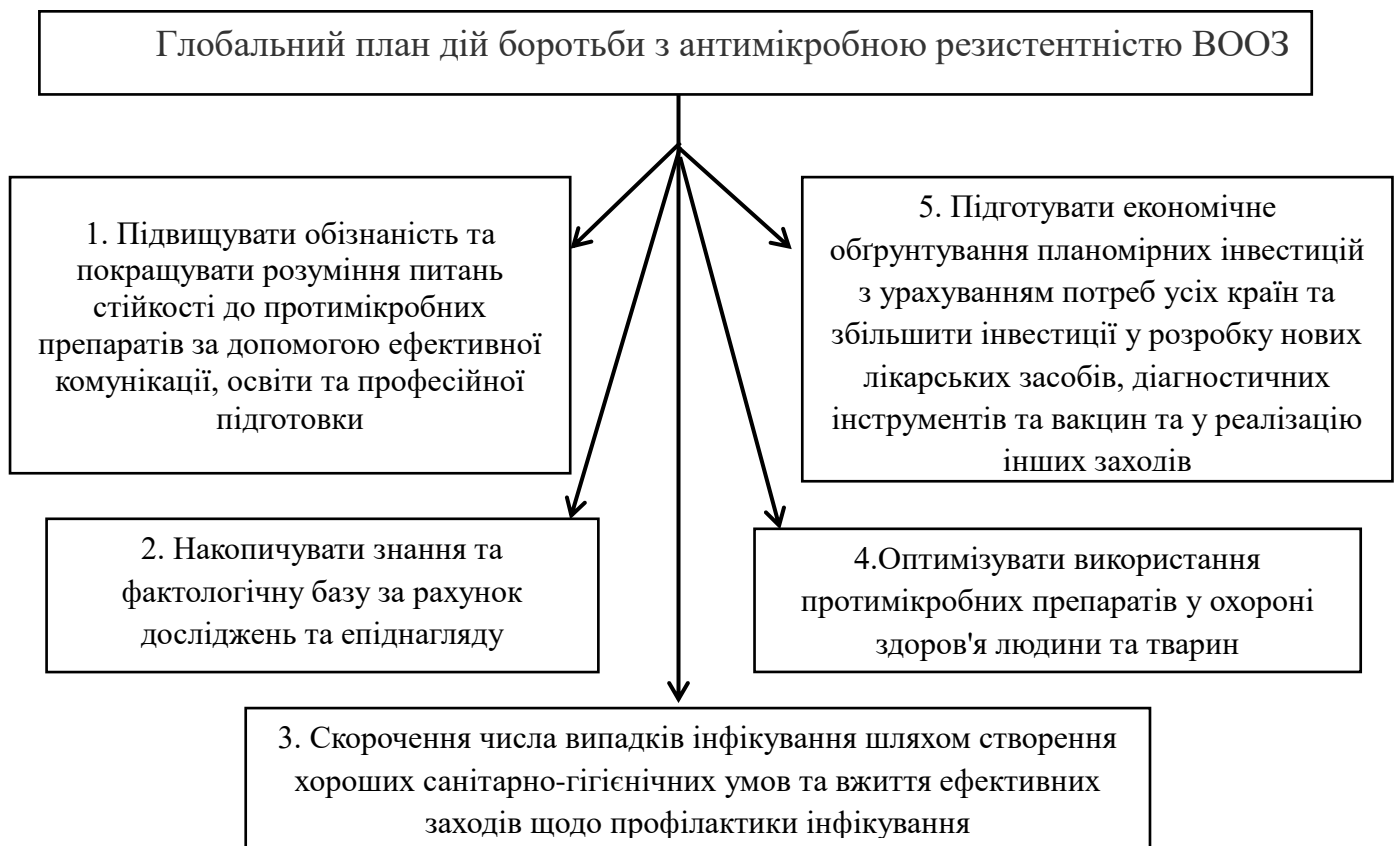 Глобальний план дій боротьби з антимікробною резистентністю ВООЗ
1. Підвищувати обізнаність та
покращувати розуміння питань
стійкості до протимікробних
препаратів за допомогою ефективної
комунікації, освіти та професійної
підготовки
5. Підготувати економічне
обґрунтування планомірних інвестицій
з урахуванням потреб усіх країн та
збільшити інвестиції у розробку нових
лікарських засобів, діагностичних
інструментів та вакцин та у реалізацію
інших заходів
2. Накопичувати знання та
фактологічну базу за рахунок
досліджень та епіднагляду
4.Оптимізувати використання
протимікробних препаратів у охороні
здоров'я людини та тварин
3. Скорочення числа випадків інфікування шляхом створення
хороших санітарно-гігієнічних умов та вжиття ефективних
заходів щодо профілактики інфікування